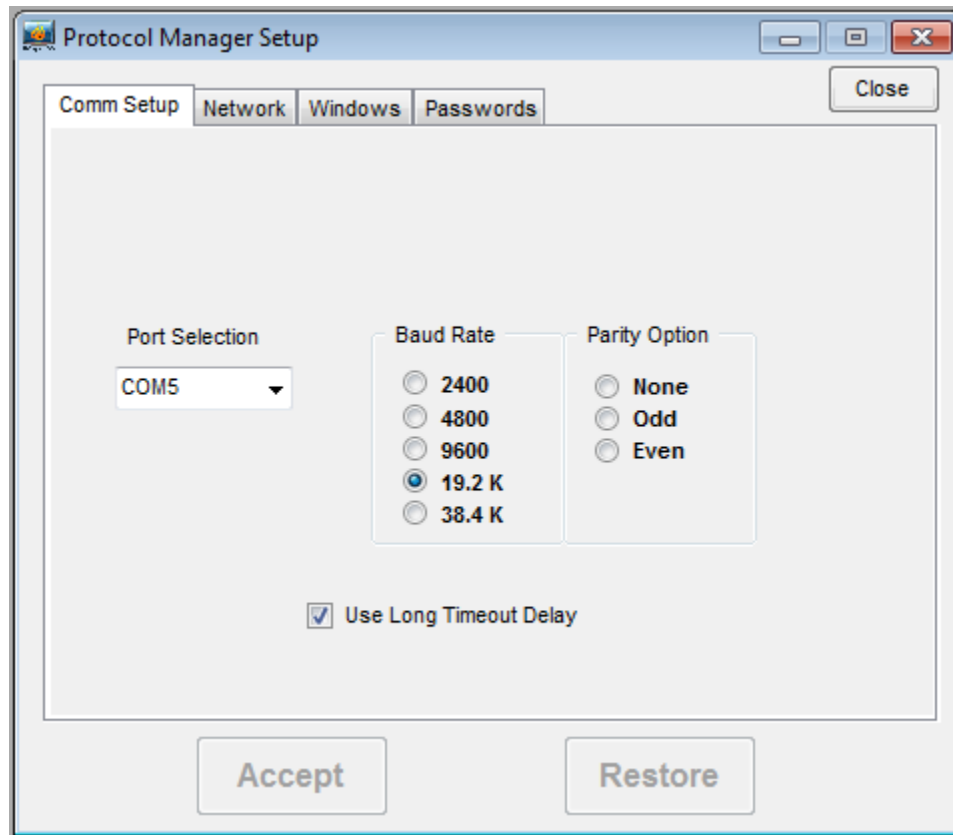 Protocol Manager Setup
Close
Comm Setup Network Windows Passwords
Port Selection
COM5
Baud Rate
2400
4800
9600
19.2 K
38.4 K
Parity Option
None
Odd
Even
Use Long Timeout Delay
Accept Restore